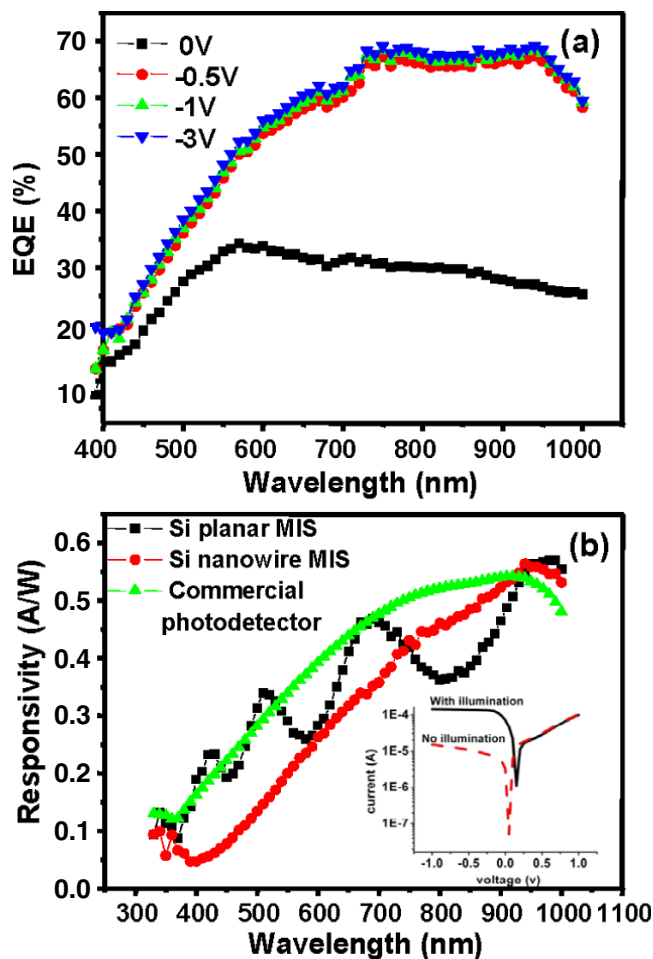 70
60
50
40
30
20
10
EQE (%)
0V
-0.5V
-1V
-3V
(a)
400 500 600 700 800 900 1000
Wavelength (nm)
0.6
0.5
0.4
0.3
0.2
0.1
0.0
Responsivity (A/W)
Si planar MIS
Si nanowire MIS
Commercial
photodetector
(b)
With illumination
No illumination
1E-4
1E-5
1E-6
1E-7
current (A)
-1.0 -0.5 0.0 0.5 1.0
voltage (v)
300 400 500 600 700 800 900 1000 1100
Wavelength (nm)